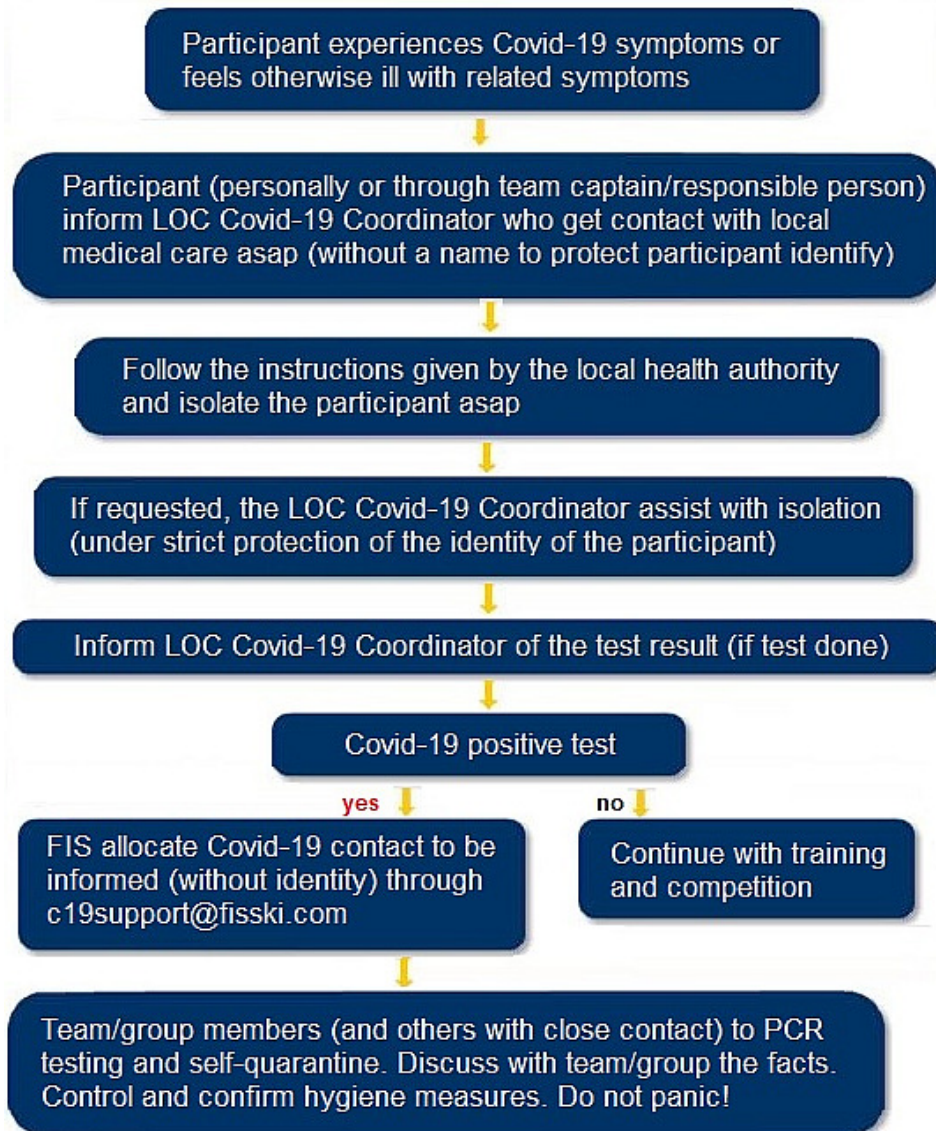 Participant experiences Covid-19 symptoms or
feels otherwise ill with related symptoms
Participant (personally or through team captain/responsible person)
inform LOC Covid-19 Coordinator who get contact with local
medical care asap (without a name to protect participant identify)
Follow the instructions given by the local health authority
and isolate the participant asap
If requested, the LOC Covid-19 Coordinator assist with isolation
(under strict protection of the identity of the participant)
Inform LOC Covid-19 Coordinator of the test result (if test done)
Covid-19 positive test
yes
no
FIS allocate Covid-19 contact to be
informed (without identity) through
c19support@fisski.com
Continue with training
and competition
Team/group members (and others with close contact) to PCR
testing and self-quarantine. Discuss with team/group the facts.
Control and confirm hygiene measures. Do not panic!